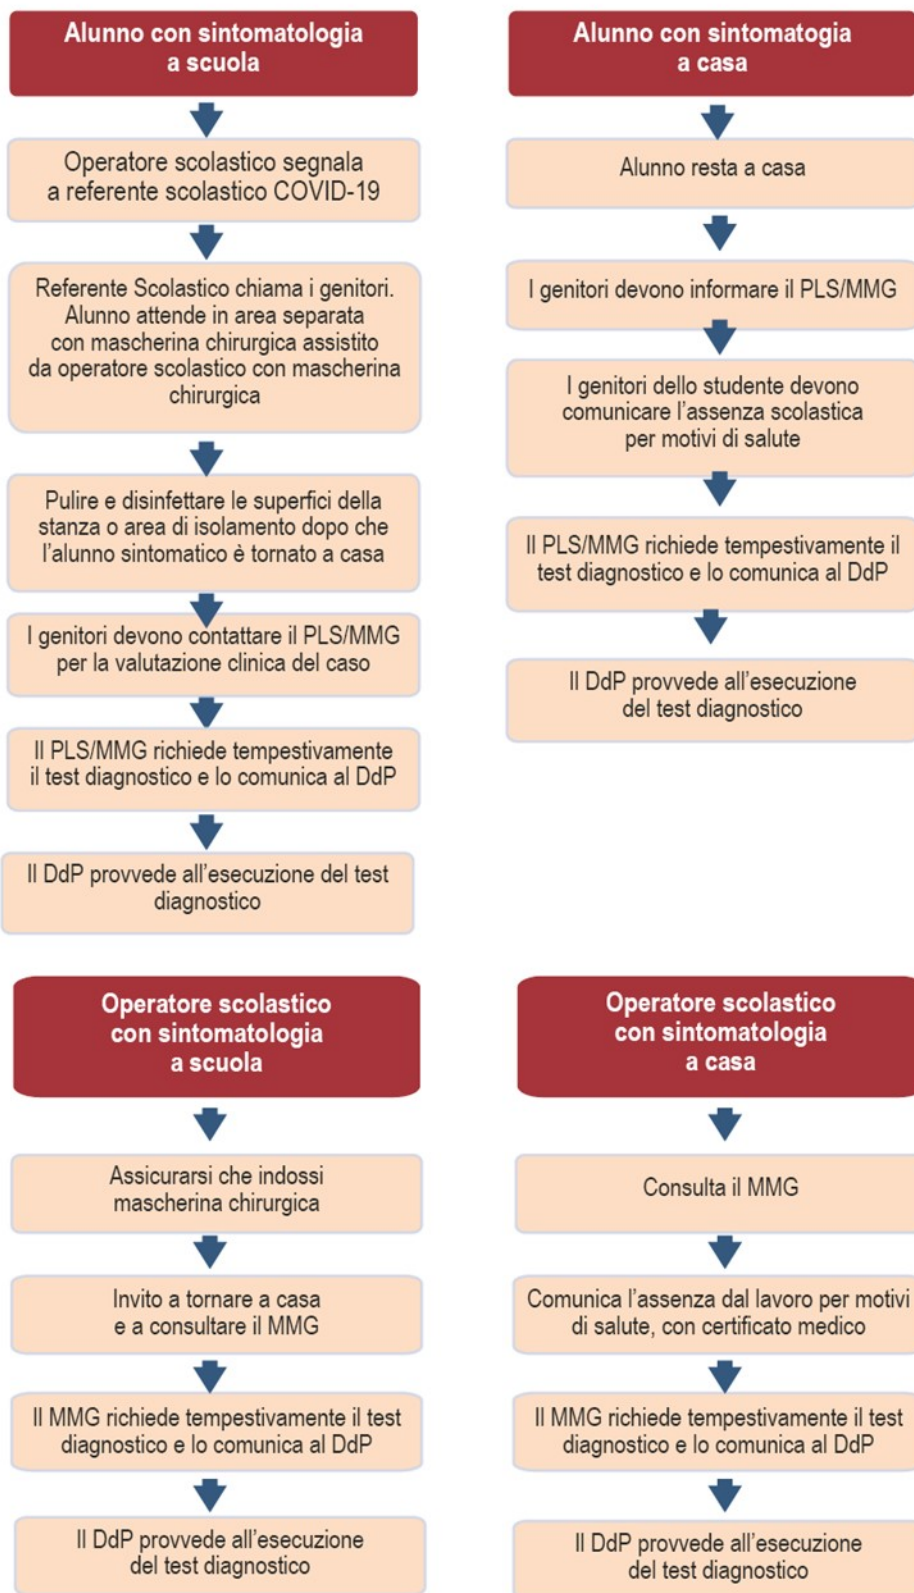 Alunno con sintomatologia
a scuola
Operatore scolastico segnala
a referente scolastico COVID-19
Referente Scolastico chiama i genitori.
Alunno attende in area separata
con mascherina chirurgica assistito
da operatore scolastico con mascherina
chirurgica
Pulire e disinfettare le superfici della
stanza o area di isolamento dopo che
l'alunno sintomatico è tornato a casa
I genitori devono contattare il PLS/MMG
per la valutazione clinica del caso
Il PLS/MMG richiede tempestivamente
il test diagnostico e lo comunica al DdP
Il DdP provvede all'esecuzione del test
diagnostico
Alunno con sintomatogia
a casa
Alunno resta a casa
I genitori devono informare il PLS/MMG
I genitori dello studente devono
comunicare l'assenza scolastica
per motivi di salute
Il PLS/MMG richiede tempestivamente il
test diagnostico e lo comunica al DdP
Il DdP provvede all'esecuzione
del test diagnostico
Operatore scolastico
con sintomatologia
a scuola
Assicurarsi che indossi
mascherina chirurgica
Invito a tornare a casa
e a consultare il MMG
Il MMG richiede tempestivamente il test
diagnostico e lo comunica al DdP
Il DdP provvede all'esecuzione
del test diagnostico
Operatore scolastico
con sintomatologia
a casa
Consulta il MMG
Comunica l'assenza dal lavoro per motivi
di salute, con certificato medico
Il MMG richiede tempestivamente il test
diagnostico e lo comunica al DdP
Il DdP provvede all'esecuzione
del test diagnostico